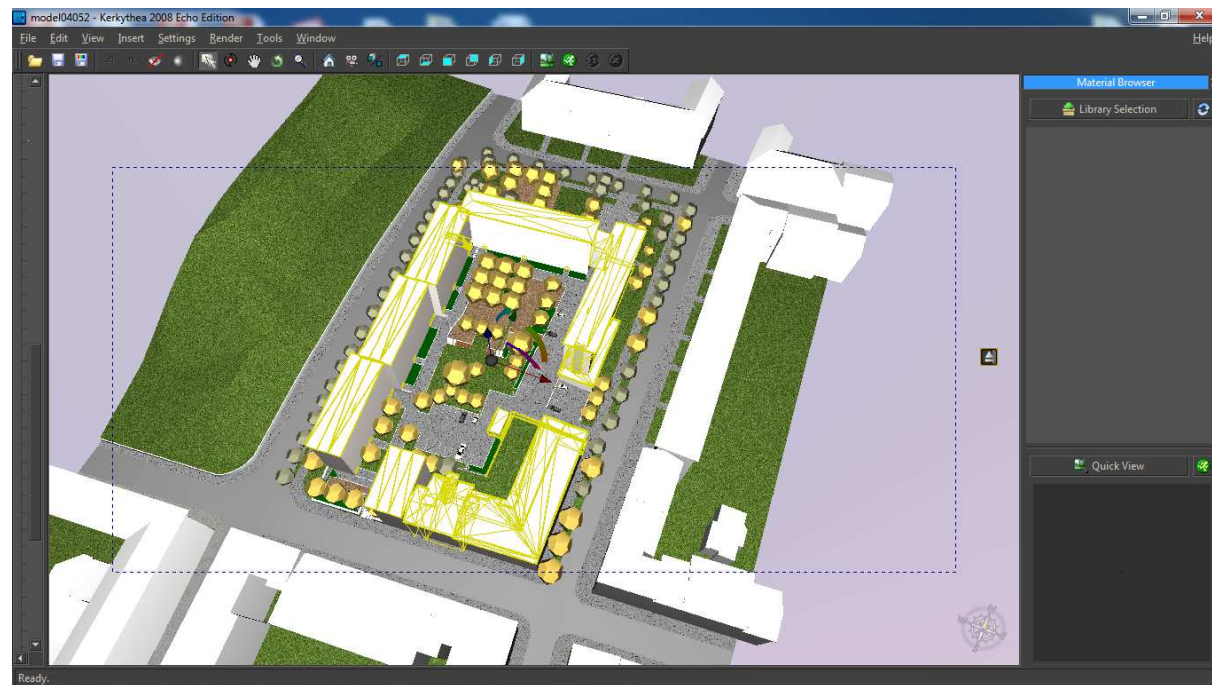 model04052 - Kerkythea 2008 Echo Edition
File Edit View Insert Settings Render Tools Window Help
Material Browser
Library Selection
Quick View
Ready.